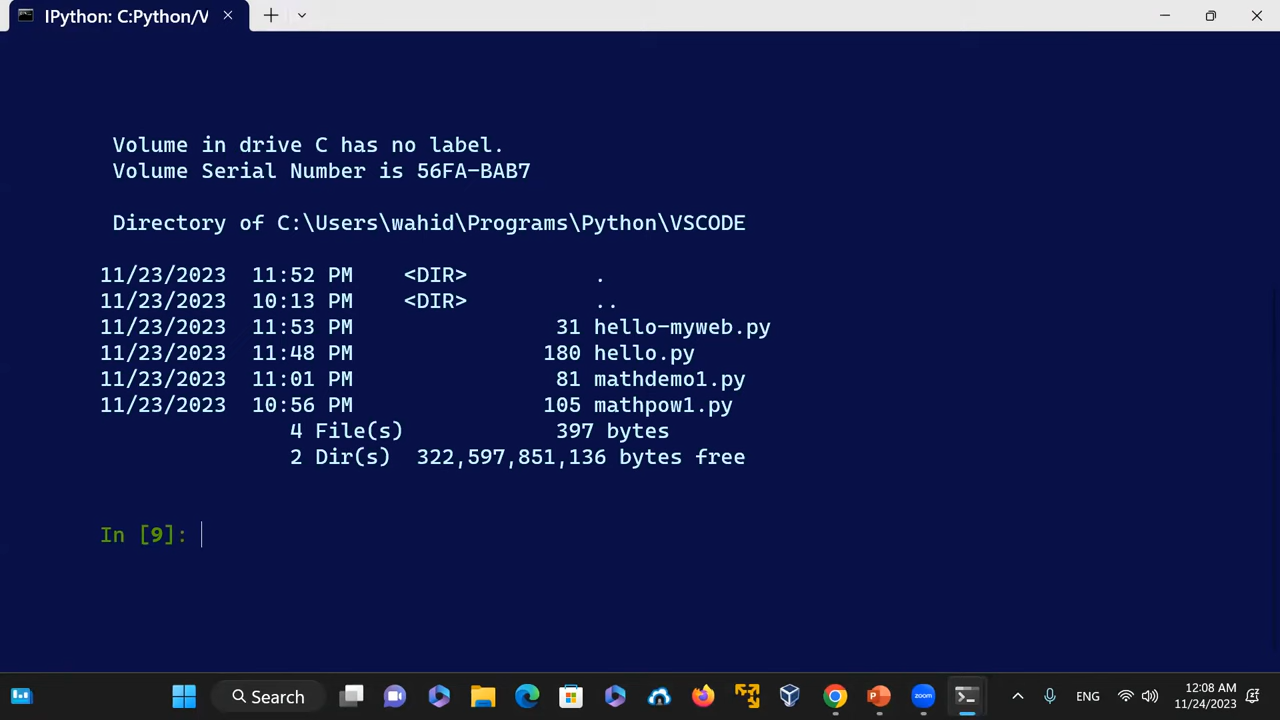 IPython: C:Python/V
Volume in drive C has no label.
Volume Serial Number is 56FA-BAB7
Directory of C:\Users\wahid\Programs\Python\VSCODE
11/23/2023 11:52 PM <DIR> .
11/23/2023 10:13 PM <DIR> ..
11/23/2023 11:53 PM 31 hello-myweb.py
11/23/2023 11:48 PM 180 hello.py
11/23/2023 11:01 PM 81 mathdemo1.py
11/23/2023 10:56 PM 105 mathpow1.py
4 File(s) 397 bytes
2 Dir(s) 322,597,851,136 bytes free
In [9]:
Search
zoom
ENG
12:08 AM
11/24/2023